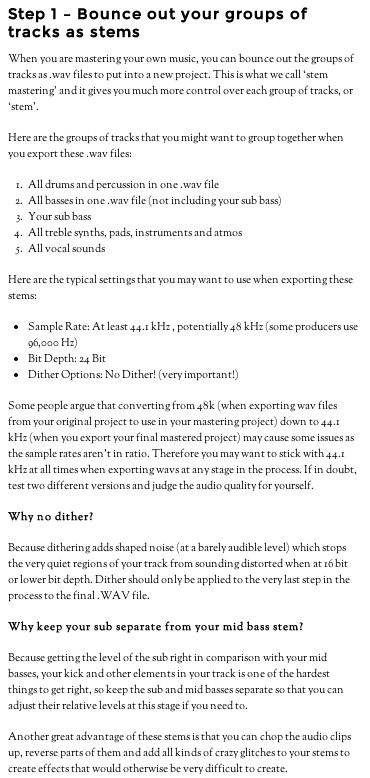 Step 1 – Bounce out your groups of
tracks as stems
When you are mastering your own music, you can bounce out the groups of
tracks as .wav files to put into a new project. This is what we call ‘stem
mastering’ and it gives you much more control over each group of tracks, or
‘stem’.
Here are the groups of tracks that you might want to group together when
you export these .wav files:
1. All drums and percussion in one .wav file
2. All basses in one .wav file (not including your sub bass)
3. Your sub bass
4. All treble synths, pads, instruments and atmos
5. All vocal sounds
Here are the typical settings that you may want to use when exporting these
stems:
• Sample Rate: At least 44.1 kHz , potentially 48 kHz (some producers use
96,000 Hz)
• Bit Depth: 24 Bit
• Dither Options: No Dither! (very important!)
Some people argue that converting from 48k (when exporting wav files
from your original project to use in your mastering project) down to 44.1
kHz (when you export your final mastered project) may cause some issues as
the sample rates aren’t in ratio. Therefore you may want to stick with 44.1
kHz at all times when exporting wavs at any stage in the process. If in doubt,
test two different versions and judge the audio quality for yourself.
Why no dither?
Because dithering adds shaped noise (at a barely audible level) which stops
the very quiet regions of your track from sounding distorted when at 16 bit
or lower bit depth. Dither should only be applied to the very last step in the
process to the final .WAV file.
Why keep your sub separate from your mid bass stem?
Because getting the level of the sub right in comparison with your mid
basses, your kick and other elements in your track is one of the hardest
things to get right, so keep the sub and mid basses separate so that you can
adjust their relative levels at this stage if you need to.
Another great advantage of these stems is that you can chop the audio clips
up, reverse parts of them and add all kinds of crazy glitches to your stems to
create effects that would otherwise be very difficult to create.